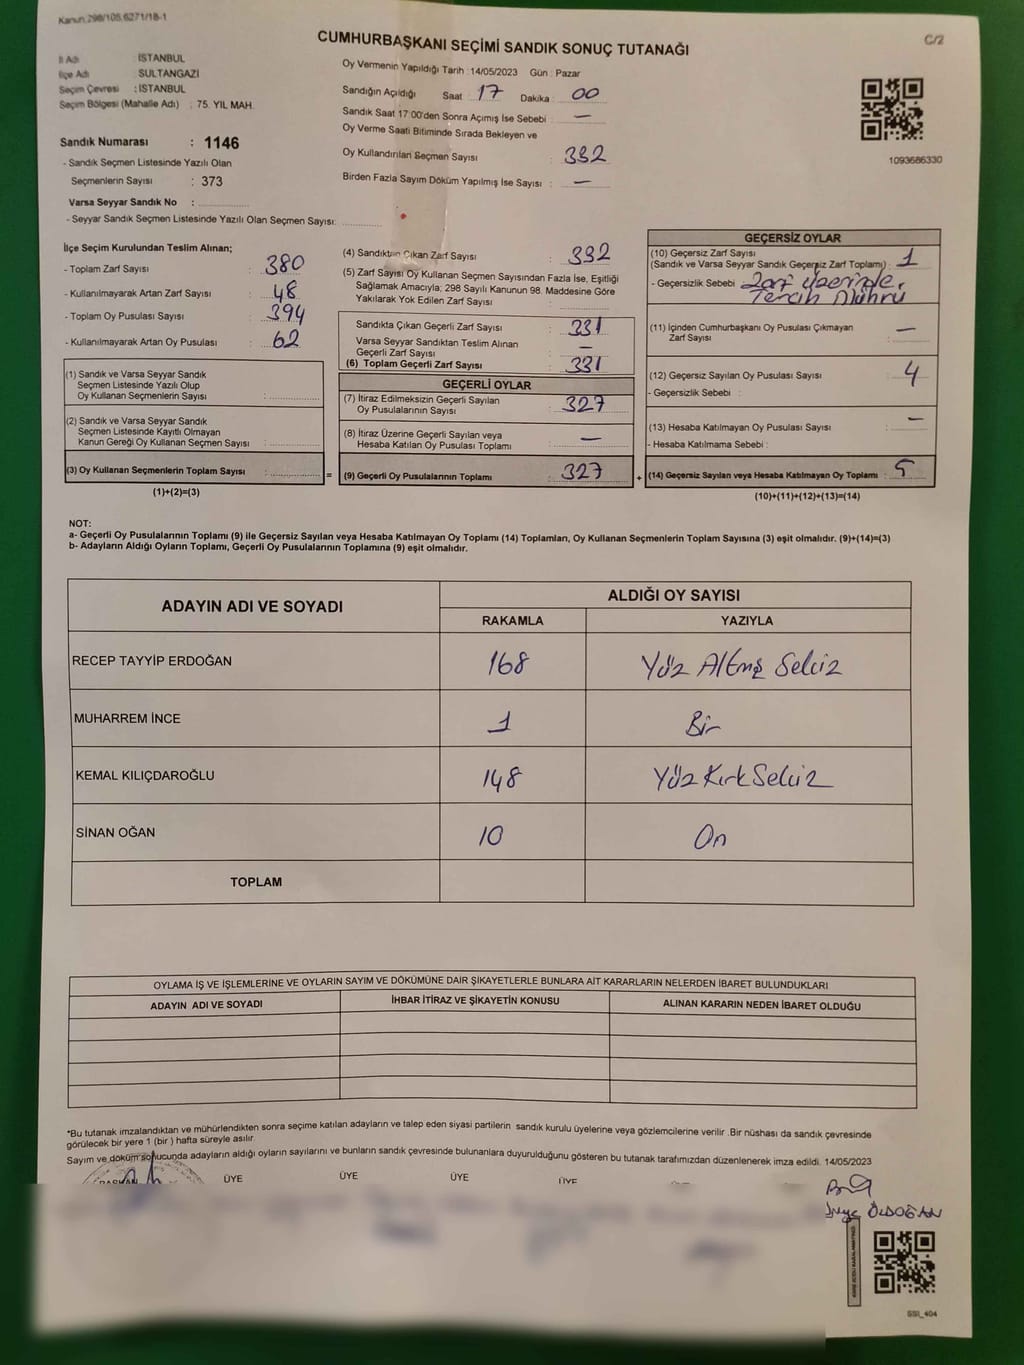 Kanun:298/105,6271/18-1
C/2
CUMHURBAŞKANI SEÇİMİ SANDIK SONUÇ TUTANAĞI
İl Adı : İSTANBUL
İlçe Adı : SULTANGAZİ
Seçim Çevresi : İSTANBUL
Seçim Bölgesi (Mahalle Adı) : 75. YIL MAH.
Sandık Numarası : 1146
- Sandık Seçmen Listesinde Yazılı Olan
Seçmenlerin Sayısı : 373
Varsa Seyyar Sandık No :
- Seyyar Sandık Seçmen Listesinde Yazılı Olan Seçmen Sayısı:
Oy Vermenin Yapıldığı Tarih :14/05/2023 Gün : Pazar
Sandığın Açıldığı Saat : 17 Dakika : 00
Sandık Saat 17:00'den Sonra Açımış İse Sebebi : —
Oy Verme Saati Bitiminde Sırada Bekleyen ve
Oy Kullandırılan Seçmen Sayısı : 332
Birden Fazla Sayım Döküm Yapılmış İse Sayısı : —
1093686330
İlçe Seçim Kurulundan Teslim Alınan;
- Toplam Zarf Sayısı : 380
- Kullanılmayarak Artan Zarf Sayısı : 48
- Toplam Oy Pusulası Sayısı : 394
- Kullanılmayarak Artan Oy Pusulası : 62
(1) Sandık ve Varsa Seyyar Sandık
Seçmen Listesinde Yazılı Olup
Oy Kullanan Seçmenlerin Sayısı :
(2) Sandık ve Varsa Seyyar Sandık
Seçmen Listesinde Kayıtlı Olmayan
Kanun Gereği Oy Kullanan Seçmen Sayısı :
(3) Oy Kullanan Seçmenlerin Toplam Sayısı : =
(1)+(2)=(3)
(4) Sandıktan Çıkan Zarf Sayısı : 332
(5) Zarf Sayısı Oy Kullanan Seçmen Sayısından Fazla İse, Eşitliği
Sağlamak Amacıyla; 298 Sayılı Kanunun 98. Maddesine Göre
Yakılarak Yok Edilen Zarf Sayısı :
Sandıkta Çıkan Geçerli Zarf Sayısı : 331
Varsa Seyyar Sandıktan Teslim Alınan
Geçerli Zarf Sayısı : —
(6) Toplam Geçerli Zarf Sayısı : 331
GEÇERLİ OYLAR
(7) İtiraz Edilmeksizin Geçerli Sayılan
Oy Pusulalarının Sayısı : 327
(8) İtiraz Üzerine Geçerli Sayılan veya
Hesaba Katılan Oy Pusulası Toplamı : —
(9) Geçerli Oy Pusulalarının Toplamı : 327 +
GEÇERSİZ OYLAR
(10) Geçersiz Zarf Sayısı
(Sandık ve Varsa Seyyar Sandık Geçersiz Zarf Toplamı) : 1
- Geçersizlik Sebebi : Zarf üzerinde,
Tercih Mührü
(11) İçinden Cumhurbaşkanı Oy Pusulası Çıkmayan
Zarf Sayısı : —
(12) Geçersiz Sayılan Oy Pusulası Sayısı : 4
- Geçersizlik Sebebi :
(13) Hesaba Katılmayan Oy Pusulası Sayısı : —
- Hesaba Katılmama Sebebi :
(14) Geçersiz Sayılan veya Hesaba Katılmayan Oy Toplamı : 5
(10)+(11)+(12)+(13)=(14)
NOT:
a- Geçerli Oy Pusulalarının Toplamı (9) ile Geçersiz Sayılan veya Hesaba Katılmayan Oy Toplamı (14) Toplamları, Oy Kullanan Seçmenlerin Toplam Sayısına (3) eşit olmalıdır. (9)+(14)=(3)
b- Adayların Aldığı Oyların Toplamı, Geçerli Oy Pusulalarının Toplamına (9) eşit olmalıdır.
ADAYIN ADI VE SOYADI
ALDIĞI OY SAYISI
RAKAMLA YAZIYLA
RECEP TAYYİP ERDOĞAN 168 Yüz Altmış Sekiz
MUHARREM İNCE 1 Bir
KEMAL KILIÇDAROĞLU 148 Yüz Kırk Sekiz
SİNAN OĞAN 10 On
TOPLAM
OYLAMA İŞ VE İŞLEMLERİNE VE OYLARIN SAYIM VE DÖKÜMÜNE DAİR ŞİKAYETLERLE BUNLARA AİT KARARLARIN NELERDEN İBARET BULUNDUKLARI
ADAYIN ADI VE SOYADI İHBAR İTİRAZ VE ŞİKAYETİN KONUSU ALINAN KARARIN NEDEN İBARET OLDUĞU
*Bu tutanak imzalandıktan ve mühürlendikten sonra seçime katılan adayların ve talep eden siyasi partilerin sandık kurulu üyelerine veya gözlemcilerine verilir .Bir nüshası da sandık çevresinde
görülecek bir yere 1 (bir ) hafta süreyle asılır.
Sayım ve döküm sonucunda adayların aldığı oyların sayılarını ve bunların sandık çevresinde bulunanlara duyurulduğunu gösteren bu tutanak tarafımızdan düzenlenerek imza edildi. 14/05/2023
BAŞKAN ÜYE ÜYE ÜYE ÜYE
SSI_404